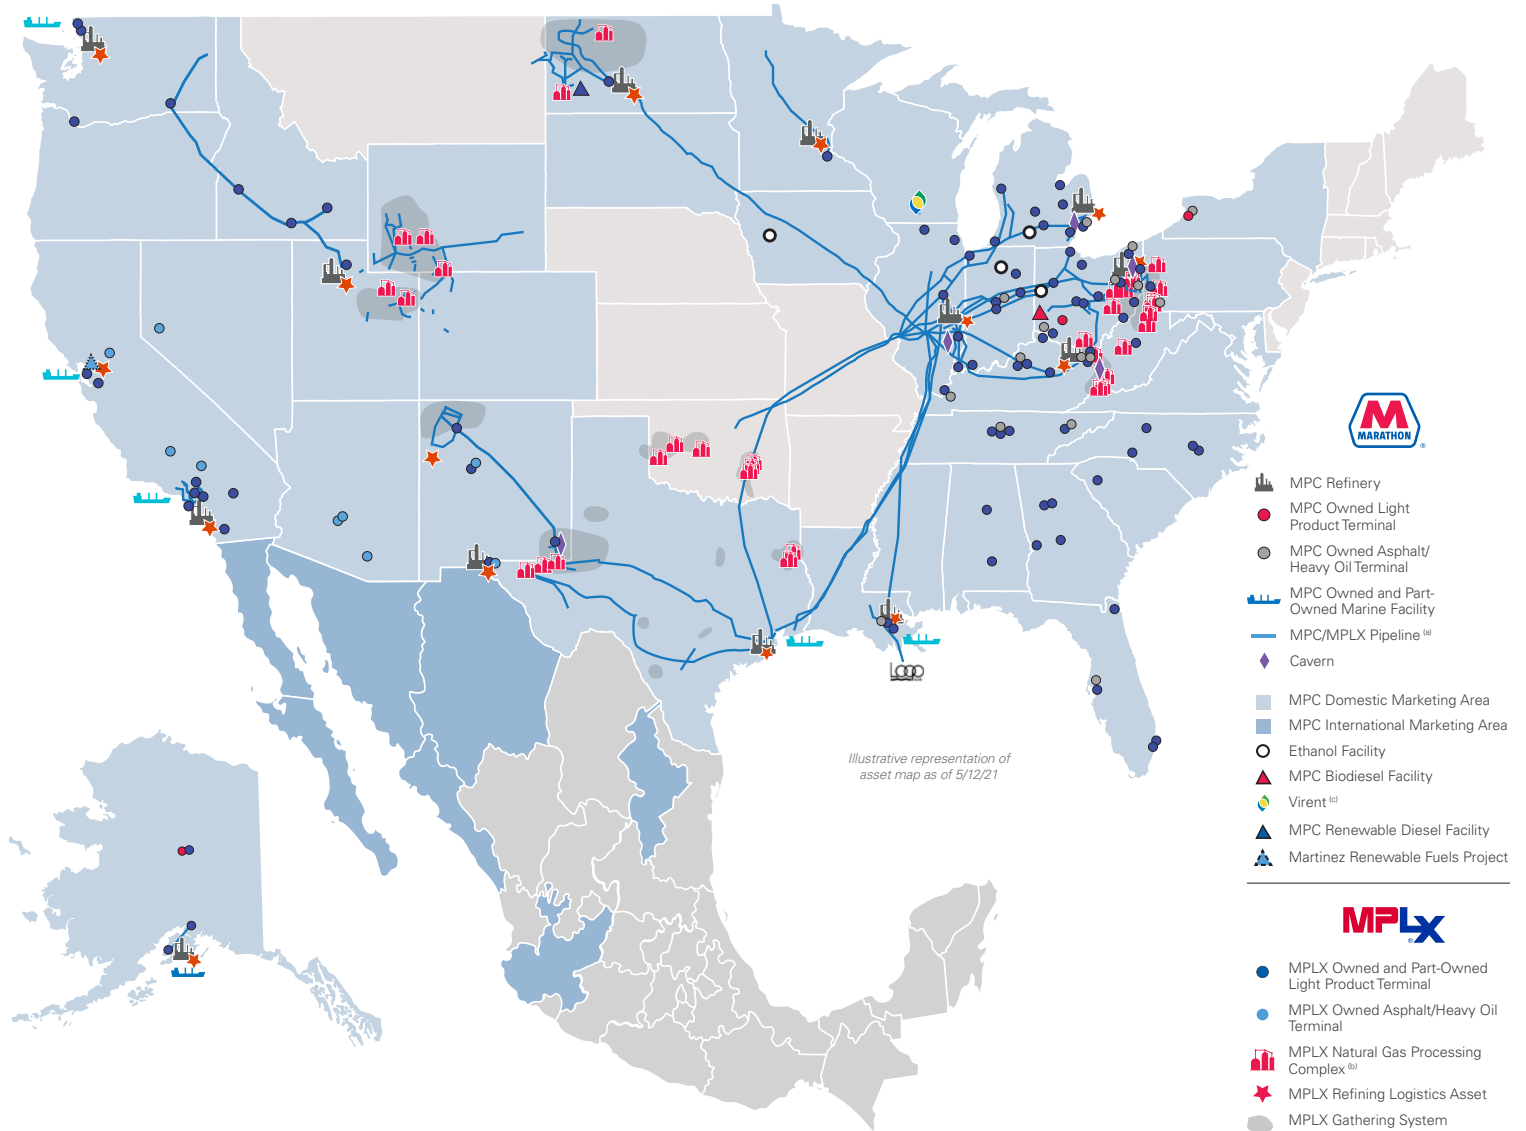 M
MARATHON
®
MPC Refinery
MPC Owned Light
Product Terminal
MPC Owned Asphalt/
Heavy Oil Terminal
MPC Owned and Part-
Owned Marine Facility
MPC/MPLX Pipeline (a)
Cavern
MPC Domestic Marketing Area
MPC International Marketing Area
Ethanol Facility
MPC Biodiesel Facility
Virent (c)
MPC Renewable Diesel Facility
Martinez Renewable Fuels Project
LOOP
Illustrative representation of
asset map as of 5/12/21
MPLX
®
MPLX Owned and Part-Owned
Light Product Terminal
MPLX Owned Asphalt/Heavy Oil
Terminal
MPLX Natural Gas Processing
Complex (b)
MPLX Refining Logistics Asset
MPLX Gathering System